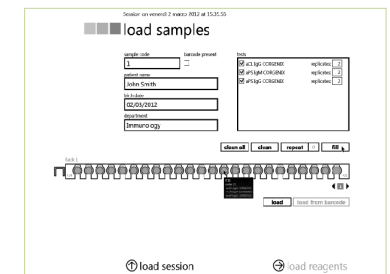 Session on venerdì 2 marzo 2012 at 15.35.55
load samples
sample code
barcode present
1
patient name
John Smith
birthdate
02/03/2012
department
Immunology
tests
aCL IgG CORGENIX replicates: 2
aPS IgM CORGENIX replicates: 2
aPS IgG CORGENIX replicates: 2
clean all
clean
repeat
0
fill
Rack 1
1
load
load from barcode
load session
load reagents